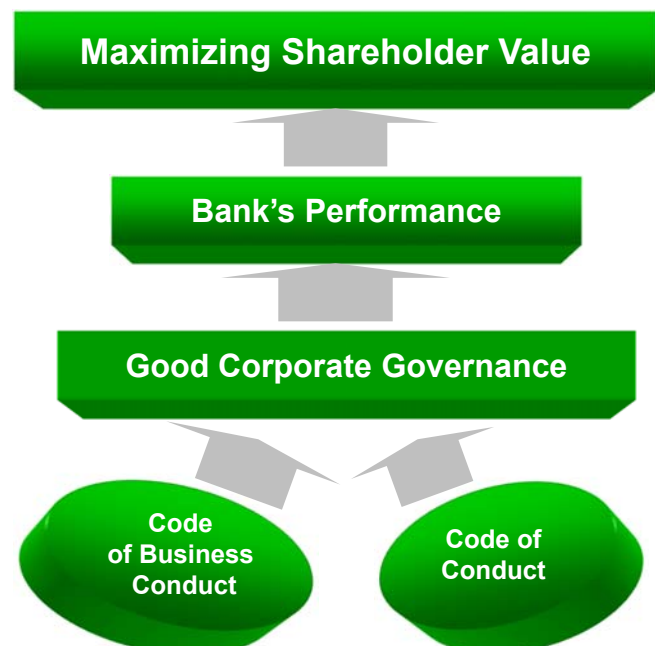 Maximizing Shareholder Value
Bank’s Performance
Good Corporate Governance
Code
of Business
Conduct
Code of
Conduct